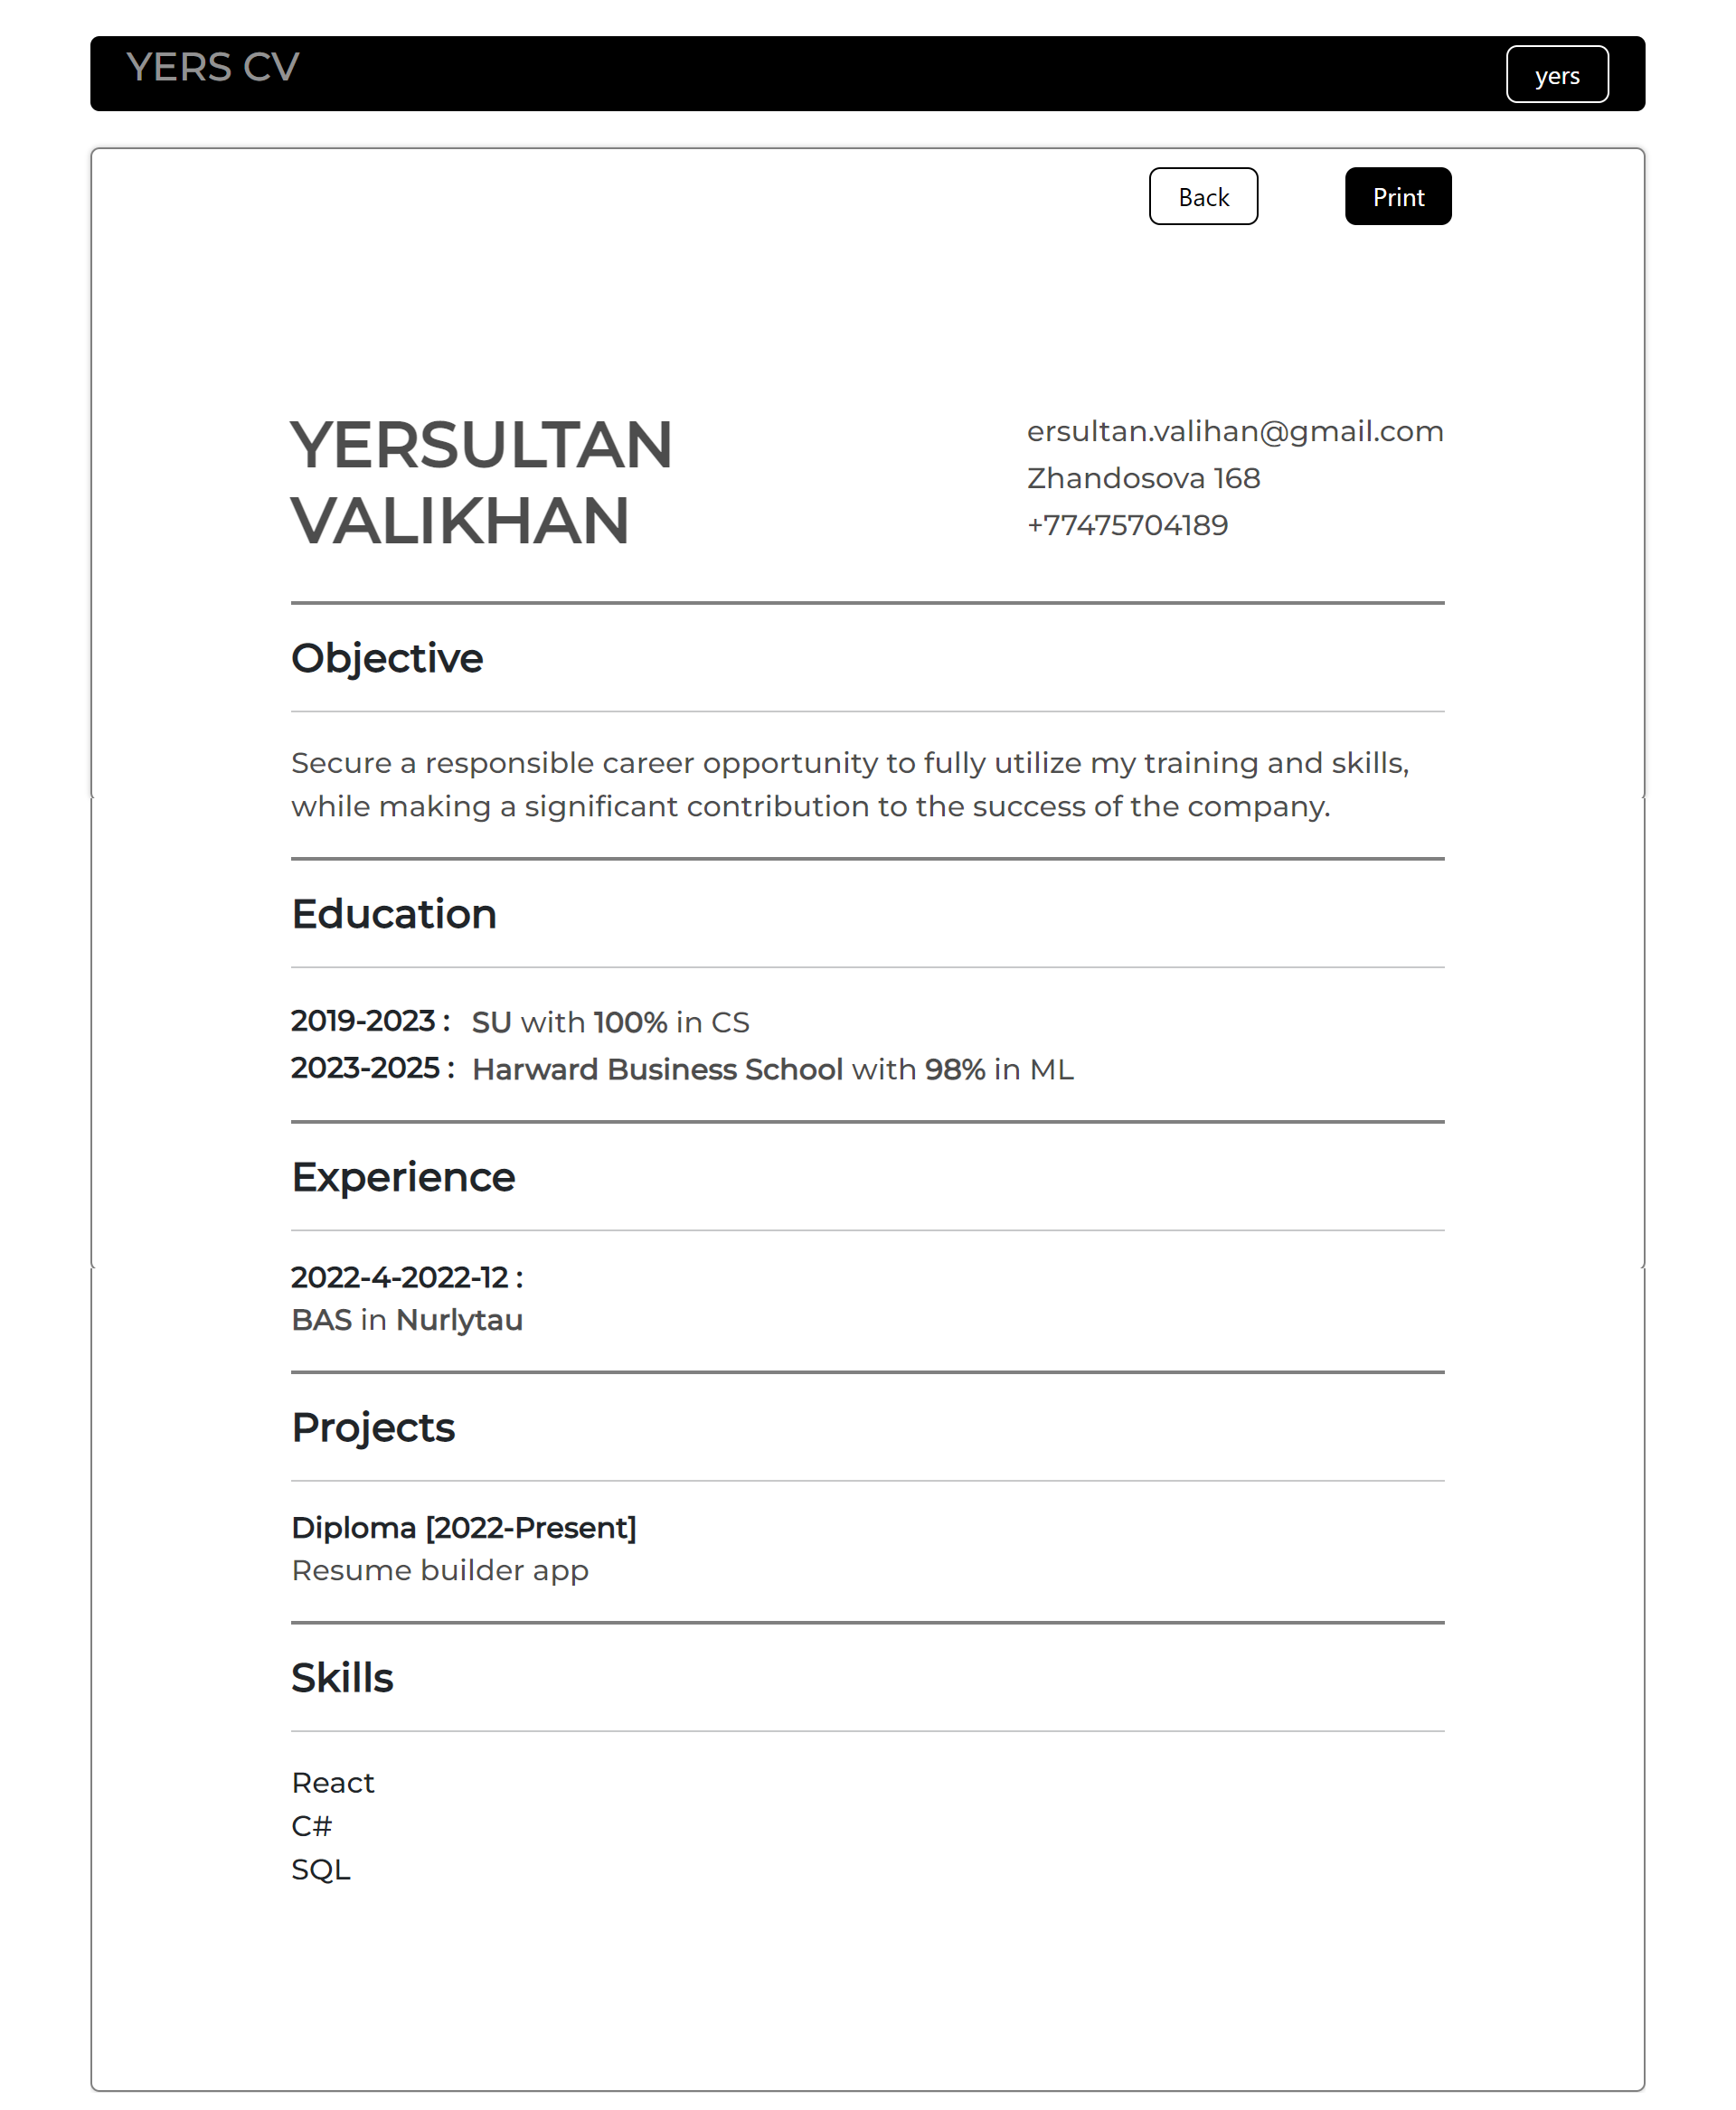 YERS CV
yers
Back
Print
YERSULTAN
VALIKHAN
ersultan.valihan@gmail.com
Zhandosova 168
+77475704189
Objective
Secure a responsible career opportunity to fully utilize my training and skills,
while making a significant contribution to the success of the company.
Education
2019-2023 : SU with 100% in CS
2023-2025 : Harward Business School with 98% in ML
Experience
2022-4-2022-12 :
BAS in Nurlytau
Projects
Diploma [2022-Present]
Resume builder app
Skills
React
C#
SQL